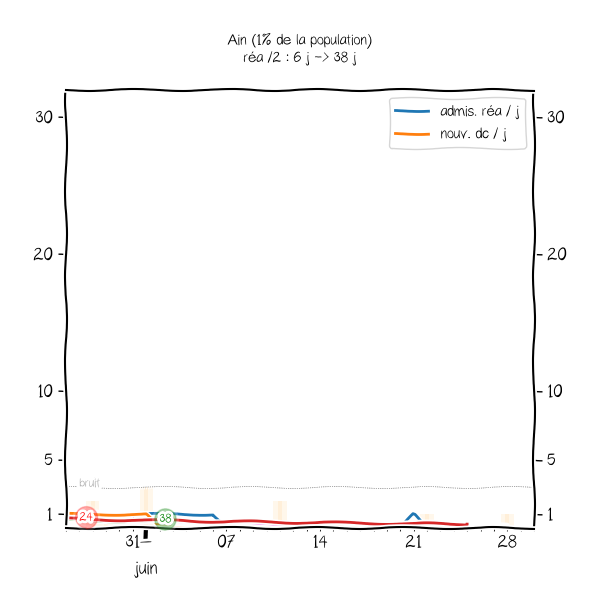 Ain (1% de la population)
réa /2 : 6 j -> 38 j
admis. réa / j
nouv. dc / j
30 30
20 20
10 10
5 5
bruit
1 24 38 1
31 07 14 21 28
juin